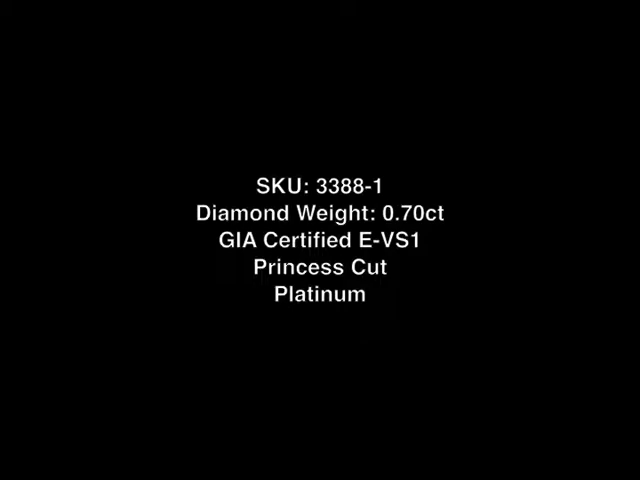 SKU: 3388-1
Diamond Weight: 0.70ct
GIA Certified E-VS1
Princess Cut
Platinum